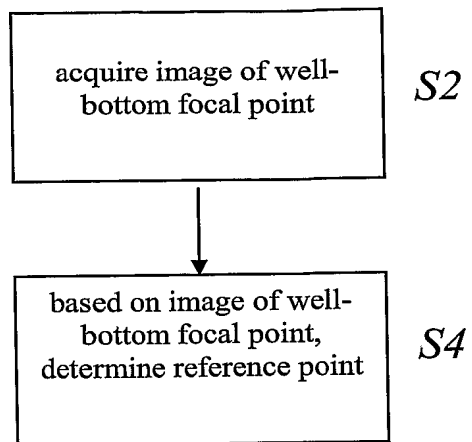 acquire image of well-
bottom focal point
S2
based on image of well-
bottom focal point,
determine reference point
S4